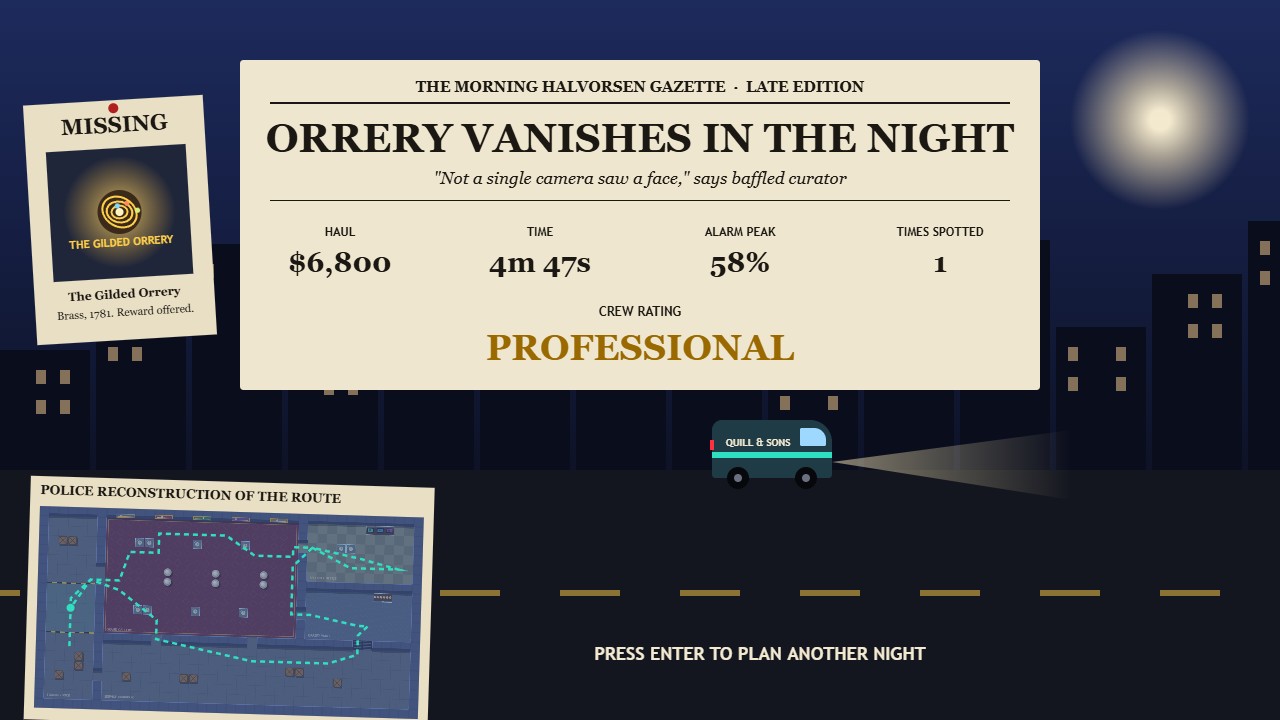 THE MORNING HALVORSEN GAZETTE · LATE EDITION
ORRERY VANISHES IN THE NIGHT
"Not a single camera saw a face," says baffled curator
HAUL
TIME
ALARM PEAK
TIMES SPOTTED
$6,800
4m 47s
58%
1
CREW RATING
PROFESSIONAL
MISSING
THE GILDED ORRERY
The Gilded Orrery
Brass, 1781. Reward offered.
QUILL & SONS
POLICE RECONSTRUCTION OF THE ROUTE
PRESS ENTER TO PLAN ANOTHER NIGHT